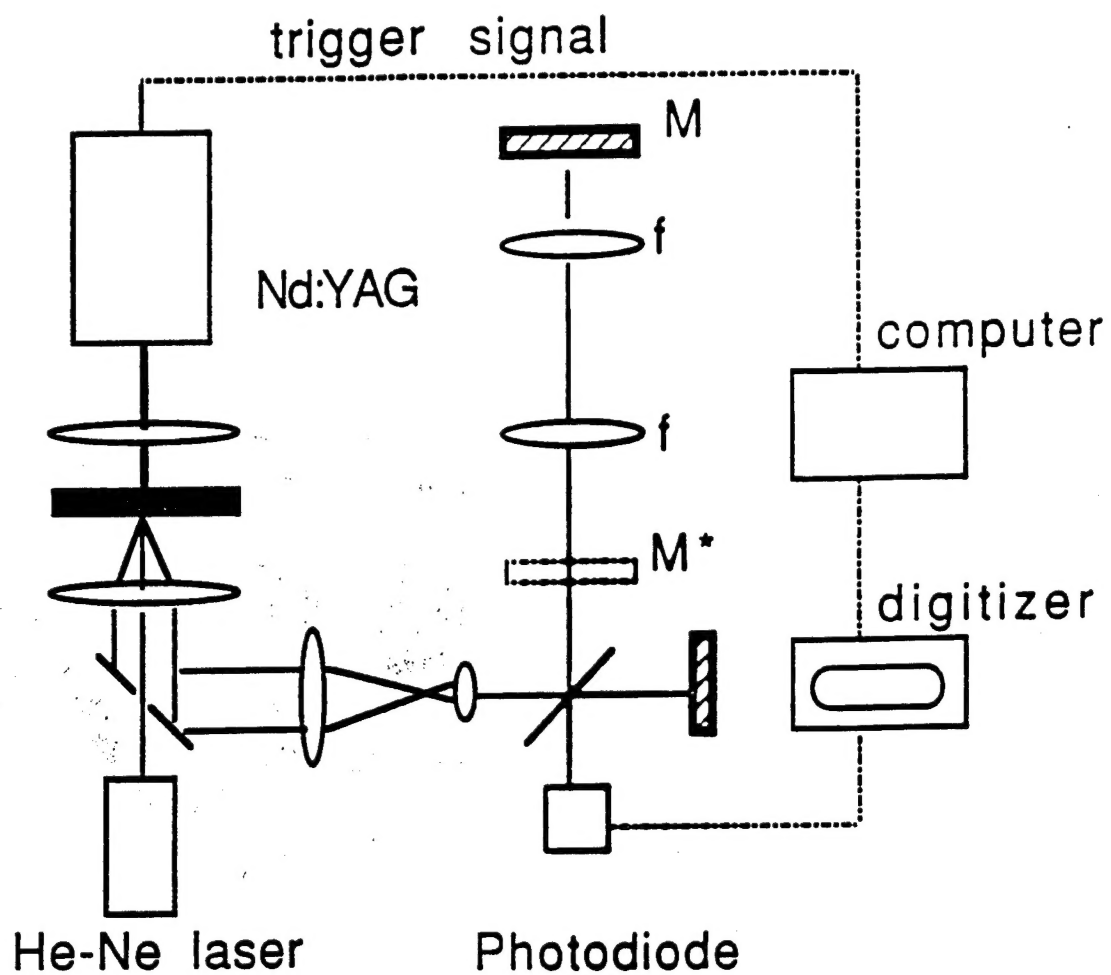 trigger signal
M
f
Nd:YAG
computer
f
M*
digitizer
He-Ne laser
Photodiode